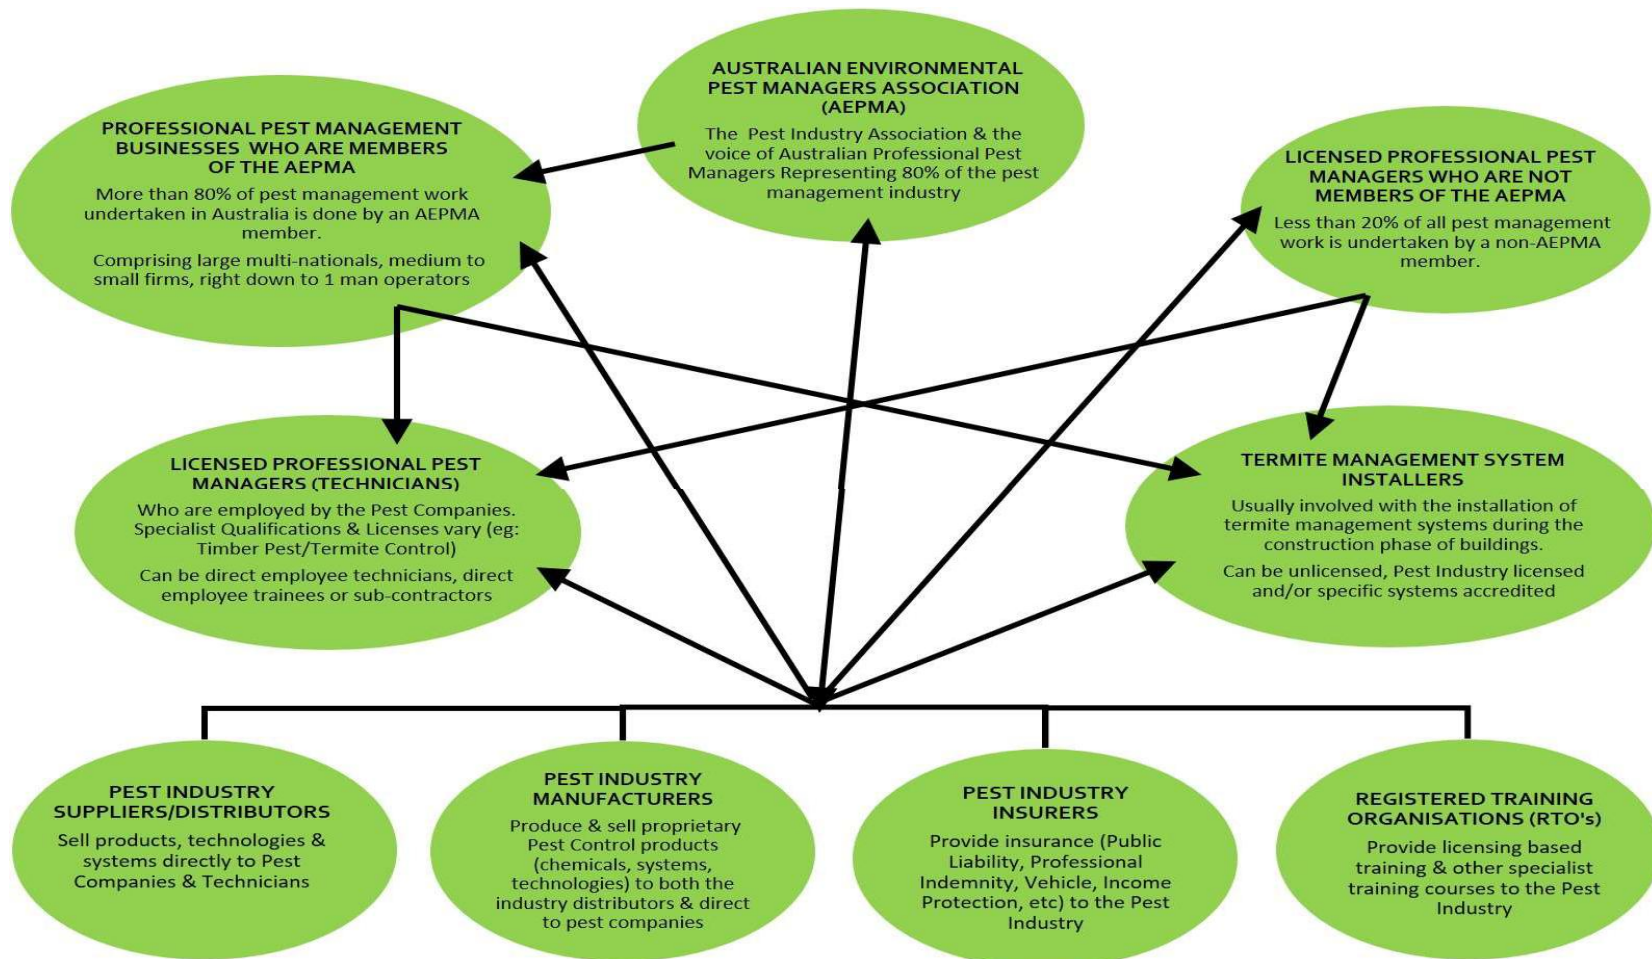 AUSTRALIAN ENVIRONMENTAL
PEST MANAGERS ASSOCIATION
(AEPMA)
The Pest Industry Association & the
voice of Australian Professional Pest
Managers Representing 80% of the pest
management industry
PROFESSIONAL PEST MANAGEMENT
BUSINESSES WHO ARE MEMBERS
OF THE AEPMA
More than 80% of pest management work
undertaken in Australia is done by an AEPMA
member.
Comprising large multi-nationals, medium to
small firms, right down to 1 man operators
LICENSED PROFESSIONAL PEST
MANAGERS WHO ARE NOT
MEMBERS OF THE AEPMA
Less than 20% of all pest management
work is undertaken by a non-AEPMA
member.
LICENSED PROFESSIONAL PEST
MANAGERS (TECHNICIANS)
Who are employed by the Pest Companies.
Specialist Qualifications & Licenses vary (eg:
Timber Pest/Termite Control)
Can be direct employee technicians, direct
employee trainees or sub-contractors
TERMITE MANAGEMENT SYSTEM
INSTALLERS
Usually involved with the installation of
termite management systems during the
construction phase of buildings.
Can be unlicensed, Pest Industry licensed
and/or specific systems accredited
PEST INDUSTRY
SUPPLIERS/DISTRIBUTORS
Sell products, technologies &
systems directly to Pest
Companies & Technicians
PEST INDUSTRY
MANUFACTURERS
Produce & sell proprietary
Pest Control products
(chemicals, systems,
technologies) to both the
industry distributors & direct
to pest companies
PEST INDUSTRY
INSURERS
Provide insurance (Public
Liability, Professional
Indemnity, Vehicle, Income
Protection, etc) to the Pest
Industry
REGISTERED TRAINING
ORGANISATIONS (RTO's)
Provide licensing based
training & other specialist
training courses to the Pest
Industry